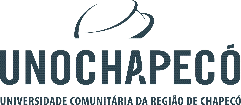 UNOCHAPECÓ
UNIVERSIDADE COMUNITÁRIA DA REGIÃO DE CHAPECÓ